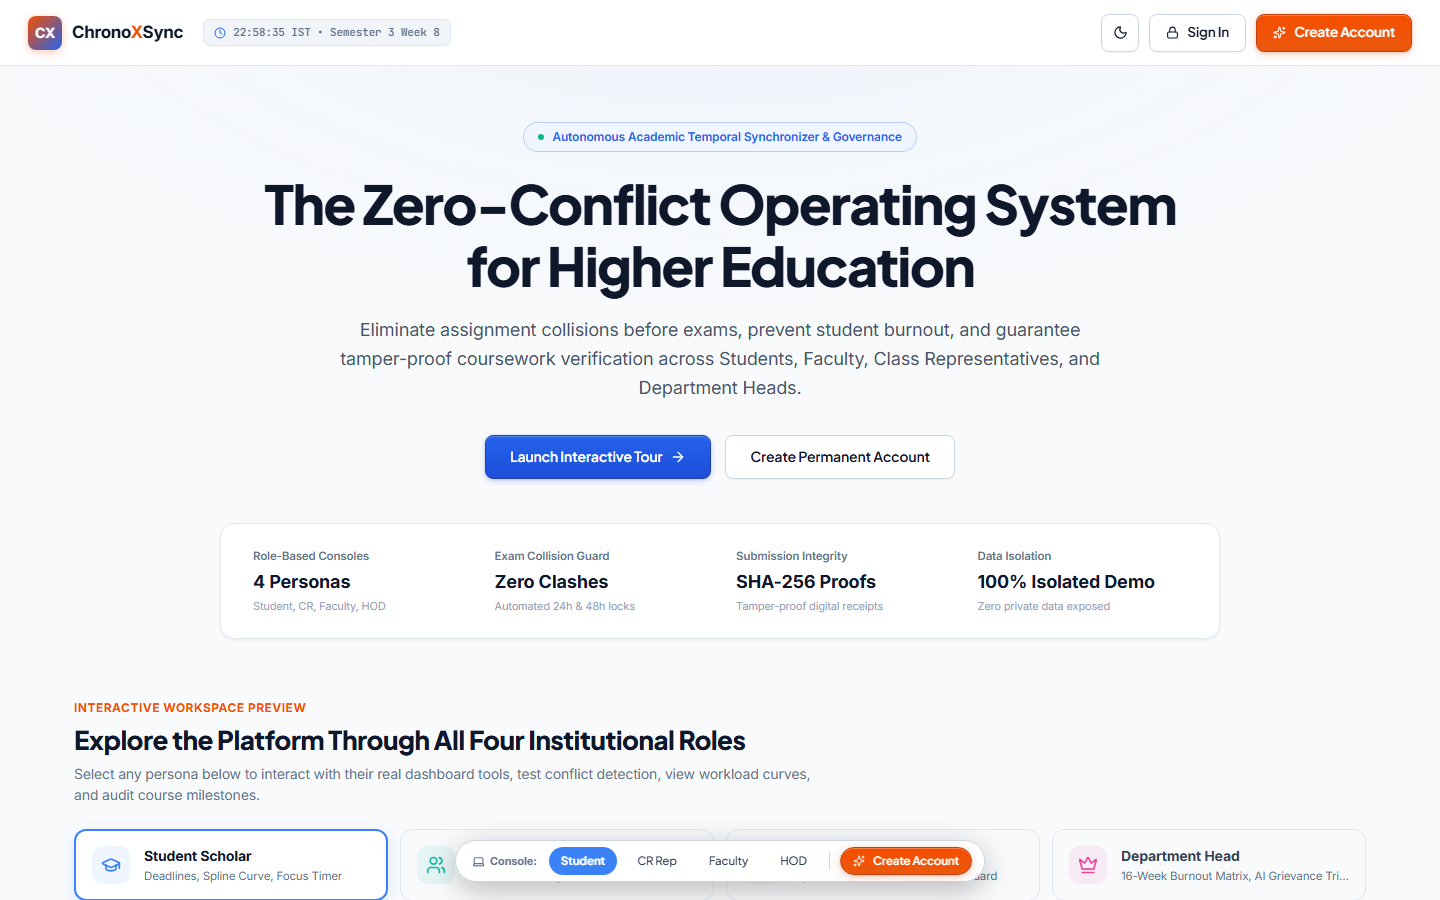 CX
ChronoXSync
22:58:35 IST • Semester 3 Week 8
Sign In
Create Account
Autonomous Academic Temporal Synchronizer & Governance
The Zero–Conflict Operating System
for Higher Education
Eliminate assignment collisions before exams, prevent student burnout, and guarantee
tamper-proof coursework verification across Students, Faculty, Class Representatives, and
Department Heads.
Launch Interactive Tour →
Create Permanent Account
Role-Based Consoles
4 Personas
Student, CR, Faculty, HOD
Exam Collision Guard
Zero Clashes
Automated 24h & 48h locks
Submission Integrity
SHA-256 Proofs
Tamper-proof digital receipts
Data Isolation
100% Isolated Demo
Zero private data exposed
INTERACTIVE WORKSPACE PREVIEW
Explore the Platform Through All Four Institutional Roles
Select any persona below to interact with their real dashboard tools, test conflict detection, view workload curves,
and audit course milestones.
Student Scholar
Deadlines, Spline Curve, Focus Timer
Console:
Student
CR Rep
Faculty
HOD
Create Account
Department Head
16-Week Burnout Matrix, AI Grievance Tri...